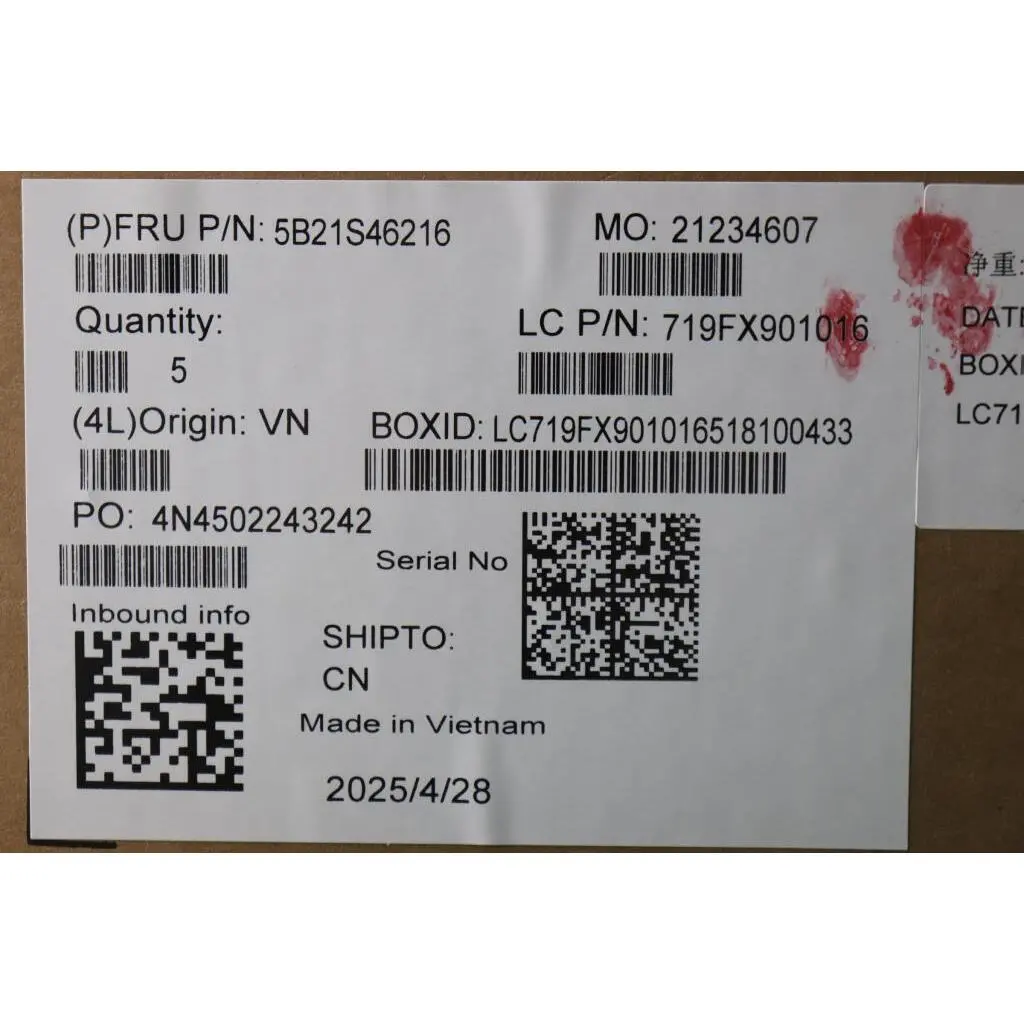 (P)FRU P/N: 5B21S46216
MO: 21234607
Quantity:
5
LC P/N: 719FX901016
(4L)Origin: VN
BOXID: LC719FX901016518100433
PO: 4N4502243242
Serial No
Inbound info
SHIPTO:
CN
Made in Vietnam
2025/4/28
净重:
DATE
BOXI
LC71